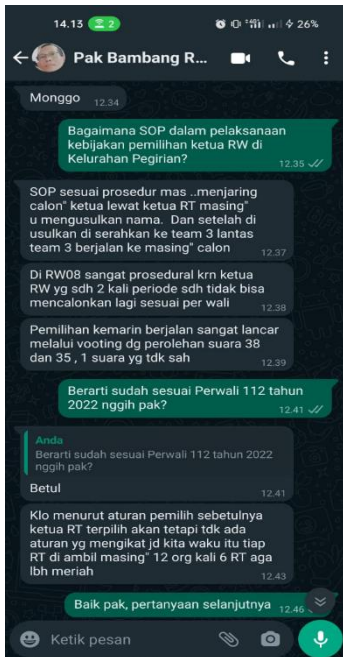 14.13 2 26%
Pak Bambang R...
Monggo 12.34
Bagaimana SOP dalam pelaksanaan
kebijakan pemilihan ketua RW di
Kelurahan Pegirian? 12.35
SOP sesuai prosedur mas ..menjaring
calon" ketua lewat ketua RT masing"
u mengusulkan nama. Dan setelah di
usulkan di serahkan ke team 3 lantas
team 3 berjalan ke masing" calon 12.37
Di RW08 sangat prosedural krn ketua
RW yg sdh 2 kali periode sdh tidak bisa
mencalonkan lagi sesuai per wali 12.38
Pemilihan kemarin berjalan sangat lancar
melalui vooting dg perolehan suara 38
dan 35 , 1 suara yg tdk sah 12.39
Berarti sudah sesuai Perwali 112 tahun
2022 nggih pak? 12.41
Anda
Berarti sudah sesuai Perwali 112 tahun 2022
nggih pak?
Betul 12.41
Klo menurut aturan pemilih sebetulnya
ketua RT terpilih akan tetapi tdk ada
aturan yg mengikat jd kita waku itu tiap
RT di ambil masing" 12 org kali 6 RT aga
lbh meriah 12.43
Baik pak, pertanyaan selanjutnya 12.46
Ketik pesan